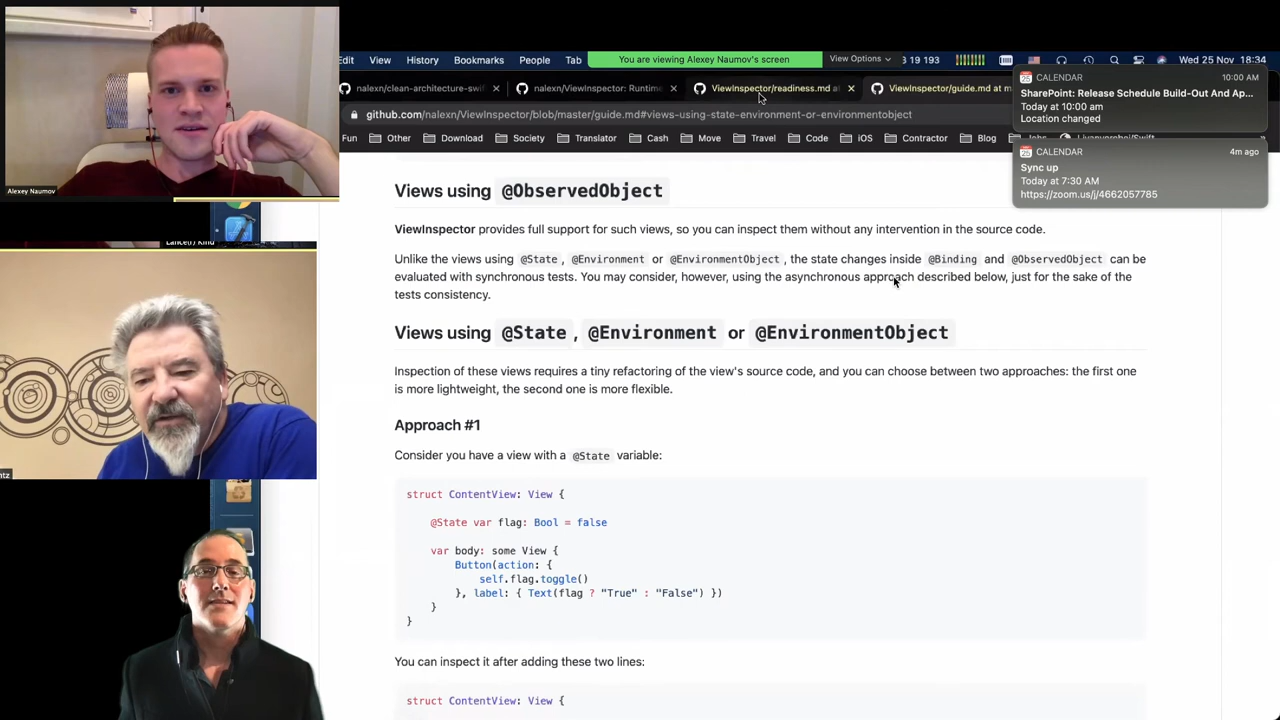 Alexey Naumov
Lance(r) Kind
ntz
Edit View History Bookmarks People Tab
You are viewing Alexey Naumov's screen
View Options
19 193
Wed 25 Nov 18:34
nalexn/clean-architecture-swif
nalexn/ViewInspector: Runtime
ViewInspector/readiness.md at
ViewInspector/guide.md at m
github.com/nalexn/ViewInspector/blob/master/guide.md#views-using-state-environment-or-environmentobject
Fun Other Download Society Transport Move Travel Code iOS Contractor Blog Jobs
CALENDAR 10:00 AM
SharePoint: Release Schedule Build-Out And Ap...
Today at 10:00 am
Location changed
CALENDAR 4m ago
Sync up
Today at 7:30 AM
https://zoom.us/j/4662057785
Views using @ObservedObject
ViewInspector provides full support for such views, so you can inspect them without any intervention in the source code.
Unlike the views using @State , @Environment or @EnvironmentObject , the state changes inside @Binding and @ObservedObject can be
evaluated with synchronous tests. You may consider, however, using the asynchronous approach described below, just for the sake of the
tests consistency.
Views using @State , @Environment or @EnvironmentObject
Inspection of these views requires a tiny refactoring of the view's source code, and you can choose between two approaches: the first one
is more lightweight, the second one is more flexible.
Approach #1
Consider you have a view with a @State variable:
struct ContentView: View {
@State var flag: Bool = false
var body: some View {
Button(action: {
self.flag.toggle()
}, label: { Text(flag ? "True" : "False") })
}
}
You can inspect it after adding these two lines:
struct ContentView: View {